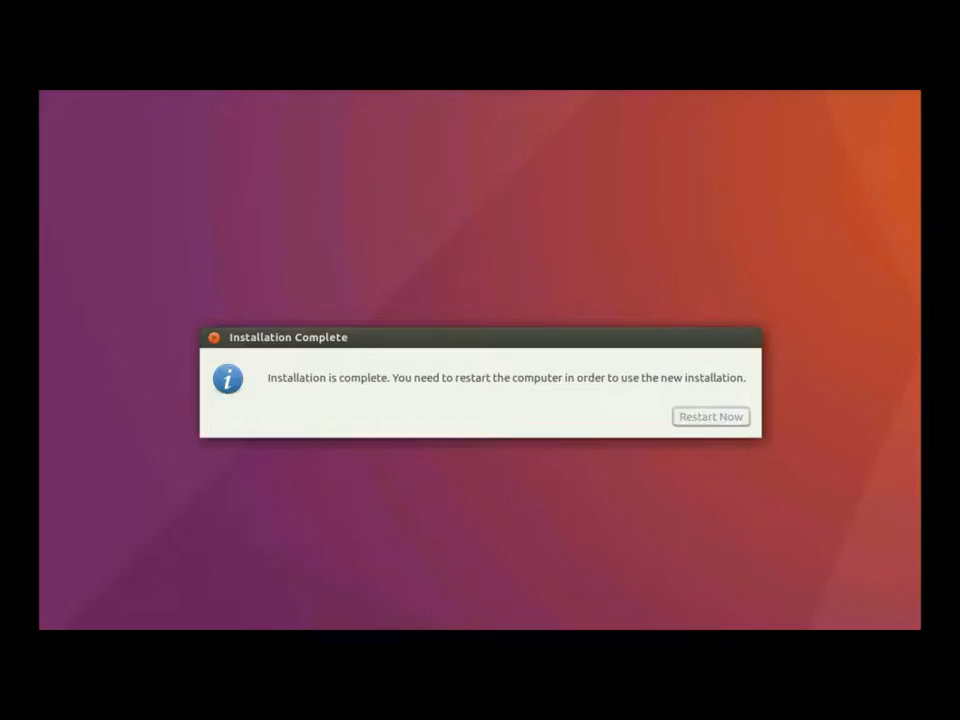 Installation Complete
Installation is complete. You need to restart the computer in order to use the new installation.
Restart Now